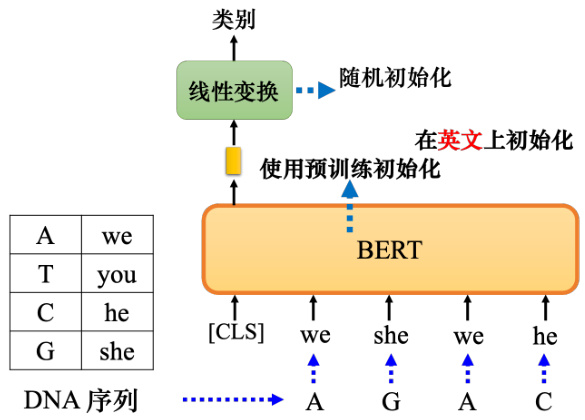 类别
线性变换
随机初始化
在英文上初始化
使用预训练初始化
BERT
A we
T you
C he
G she
[CLS] we she we he
DNA 序列 A G A C